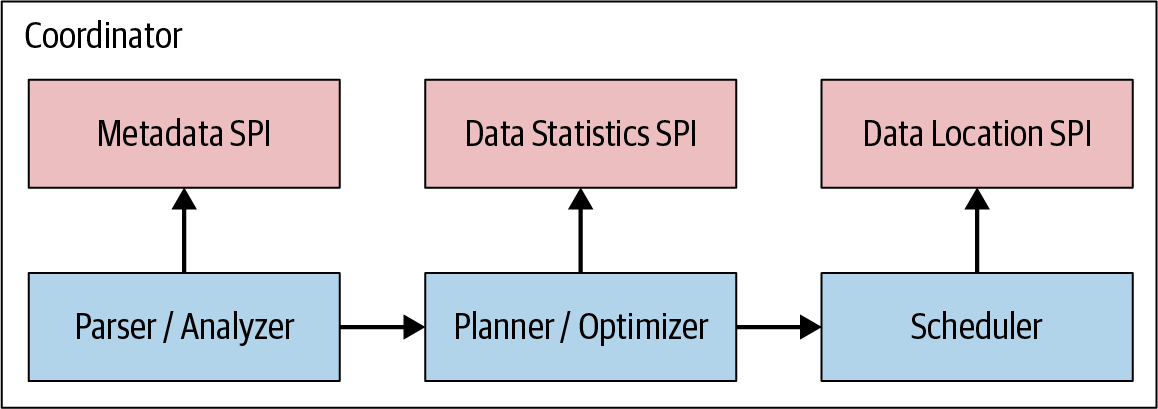 Coordinator
Metadata SPI
Data Statistics SPI
Data Location SPI
Parser / Analyzer
Planner / Optimizer
Scheduler